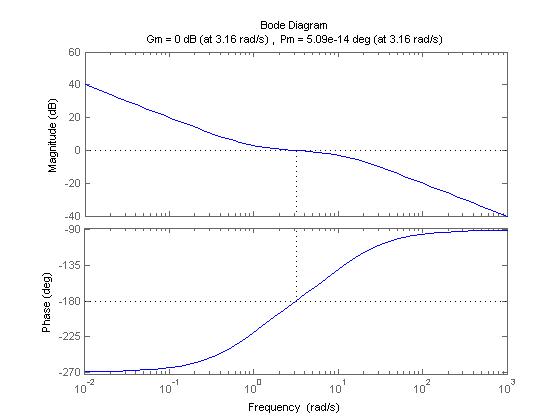 Bode Diagram
Gm = 0 dB (at 3.16 rad/s) , Pm = 5.09e-14 deg (at 3.16 rad/s)
60
40
20
0
-20
-40
Magnitude (dB)
-90
-135
-180
-225
-270
Phase (deg)
10^-2 10^-1 10^0 10^1 10^2 10^3
Frequency (rad/s)